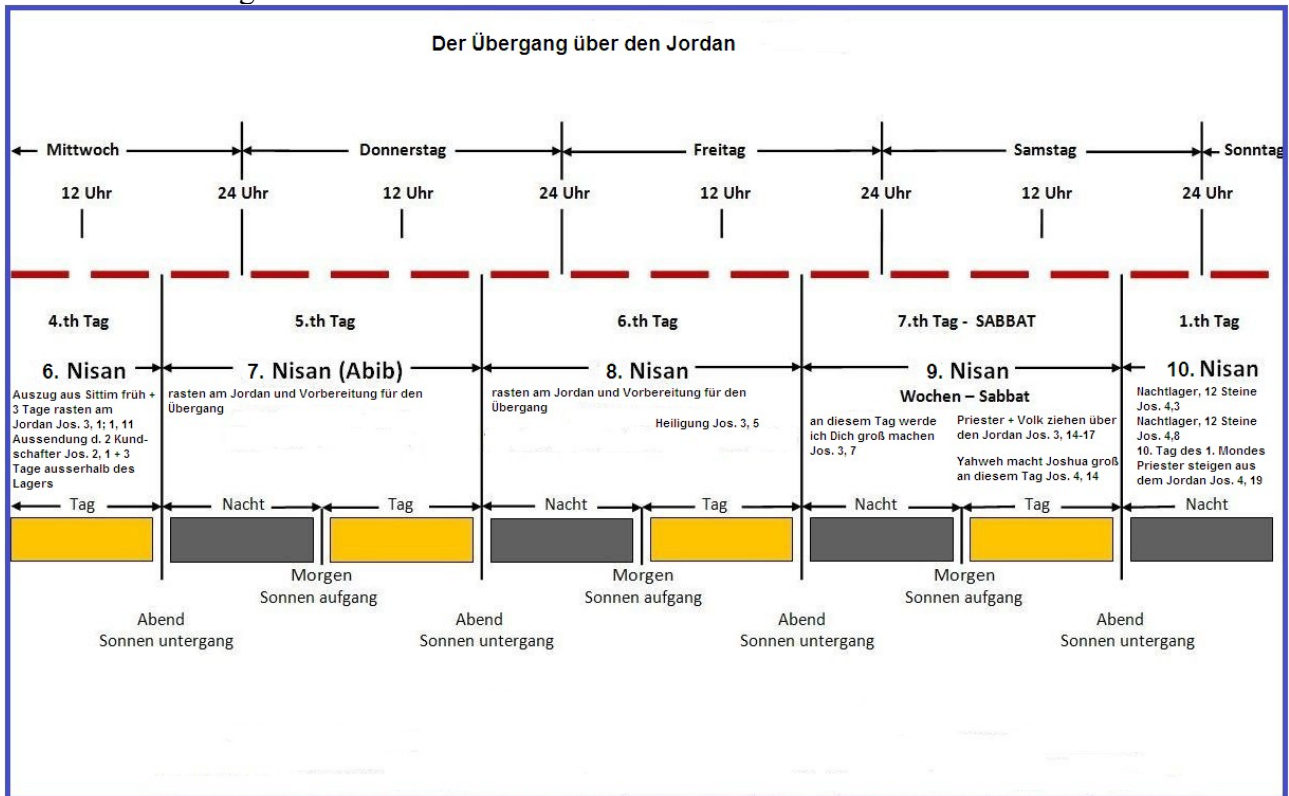 Der Übergang über den Jordan
Mittwoch
Donnerstag
Freitag
Samstag
Sonntag
12 Uhr
24 Uhr
12 Uhr
24 Uhr
12 Uhr
24 Uhr
12 Uhr
24 Uhr
4.th Tag
5.th Tag
6.th Tag
7.th Tag - SABBAT
1.th Tag
6. Nisan
Auszug aus Sittim früh +
3 Tage rasten am
Jordan Jos. 3, 1; 1, 11
Aussendung d. 2 Kund-
schafter Jos. 2, 1 + 3
Tage ausserhalb des
Lagers
7. Nisan (Abib)
rasten am Jordan und Vorbereitung für den
Übergang
8. Nisan
rasten am Jordan und Vorbereitung für den
Übergang
Heiligung Jos. 3, 5
9. Nisan
Wochen – Sabbat
an diesem Tag werde
ich Dich groß machen
Jos. 3, 7
Priester + Volk ziehen über
den Jordan Jos. 3, 14-17
Yahweh macht Joshua groß
an diesem Tag Jos. 4, 14
10. Nisan
Nachtlager, 12 Steine
Jos. 4,3
Nachtlager, 12 Steine
Jos. 4,8
10. Tag des 1. Mondes
Priester steigen aus
dem Jordan Jos. 4, 19
Tag
Nacht
Tag
Nacht
Tag
Nacht
Tag
Nacht
Morgen
Sonnen aufgang
Morgen
Sonnen aufgang
Morgen
Sonnen aufgang
Abend
Sonnen untergang
Abend
Sonnen untergang
Abend
Sonnen untergang
Abend
Sonnen untergang